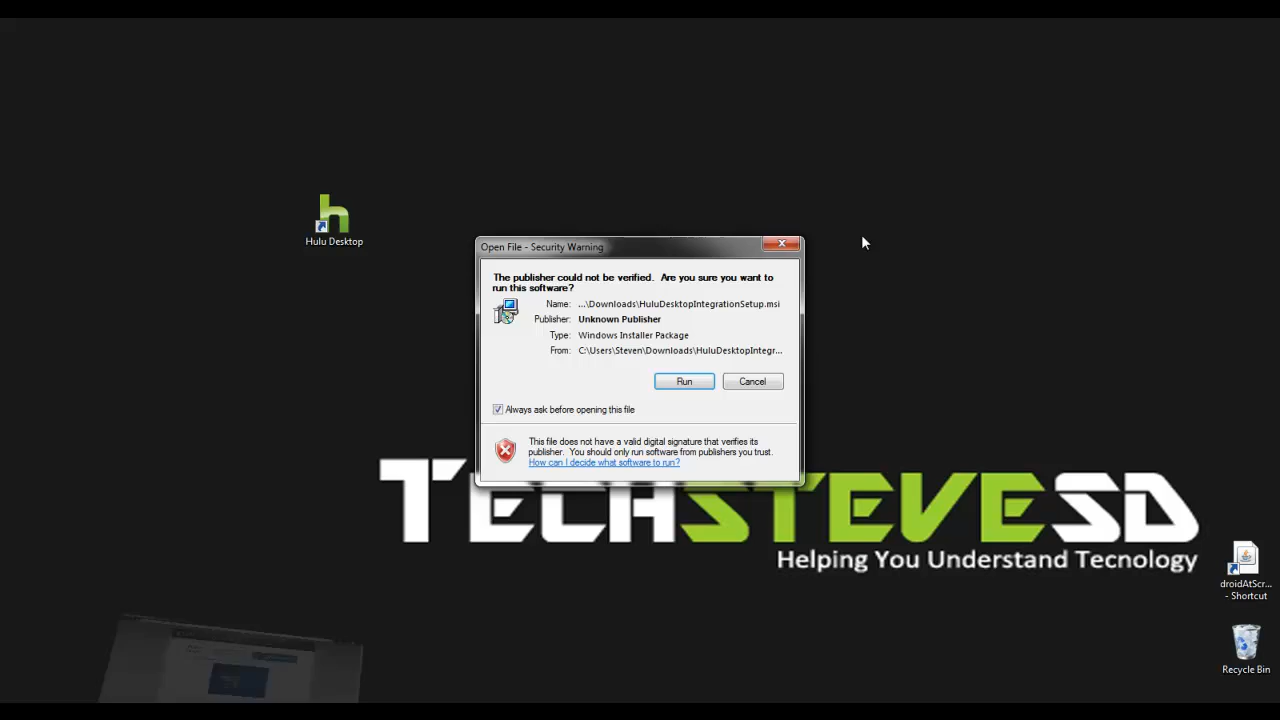 Hulu Desktop
Open File - Security Warning
The publisher could not be verified. Are you sure you want to
run this software?
Name: ...\Downloads\HuluDesktopIntegrationSetup.msi
Publisher: Unknown Publisher
Type: Windows Installer Package
From: C:\Users\Steven\Downloads\HuluDesktopIntegr...
Run Cancel
Always ask before opening this file
This file does not have a valid digital signature that verifies its
publisher. You should only run software from publishers you trust.
How can I decide what software to run?
TECHSTEVESD
Helping You Understand Tecnology
droidAtScr...
- Shortcut
Recycle Bin